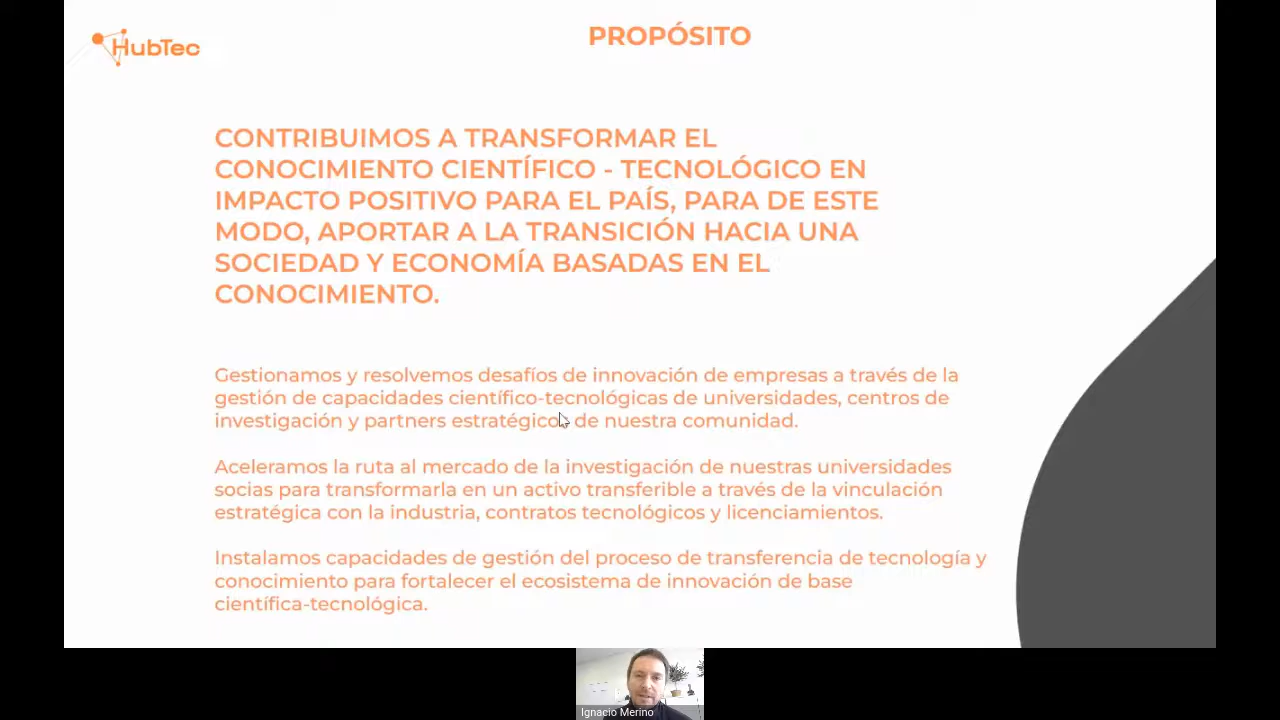 HubTec
PROPÓSITO
CONTRIBUIMOS A TRANSFORMAR EL
CONOCIMIENTO CIENTÍFICO - TECNOLÓGICO EN
IMPACTO POSITIVO PARA EL PAÍS, PARA DE ESTE
MODO, APORTAR A LA TRANSICIÓN HACIA UNA
SOCIEDAD Y ECONOMÍA BASADAS EN EL
CONOCIMIENTO.
Gestionamos y resolvemos desafíos de innovación de empresas a través de la
gestión de capacidades científico-tecnológicas de universidades, centros de
investigación y partners estratégicos de nuestra comunidad.
Aceleramos la ruta al mercado de la investigación de nuestras universidades
socias para transformarla en un activo transferible a través de la vinculación
estratégica con la industria, contratos tecnológicos y licenciamientos.
Instalamos capacidades de gestión del proceso de transferencia de tecnología y
conocimiento para fortalecer el ecosistema de innovación de base
científica-tecnológica.
Ignacio Merino